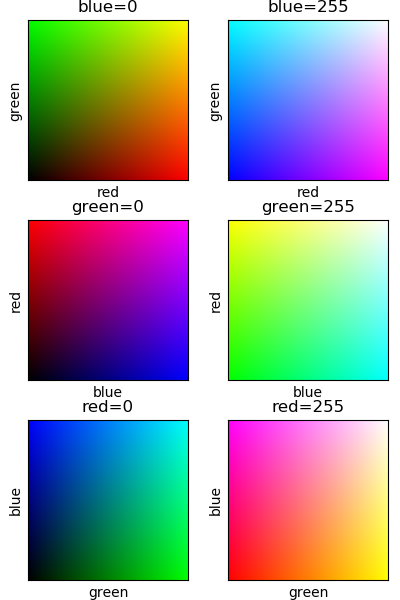 blue=0
blue=255
green
green
red
red
green=0
green=255
red
red
blue
blue
red=0
red=255
blue
blue
green
green